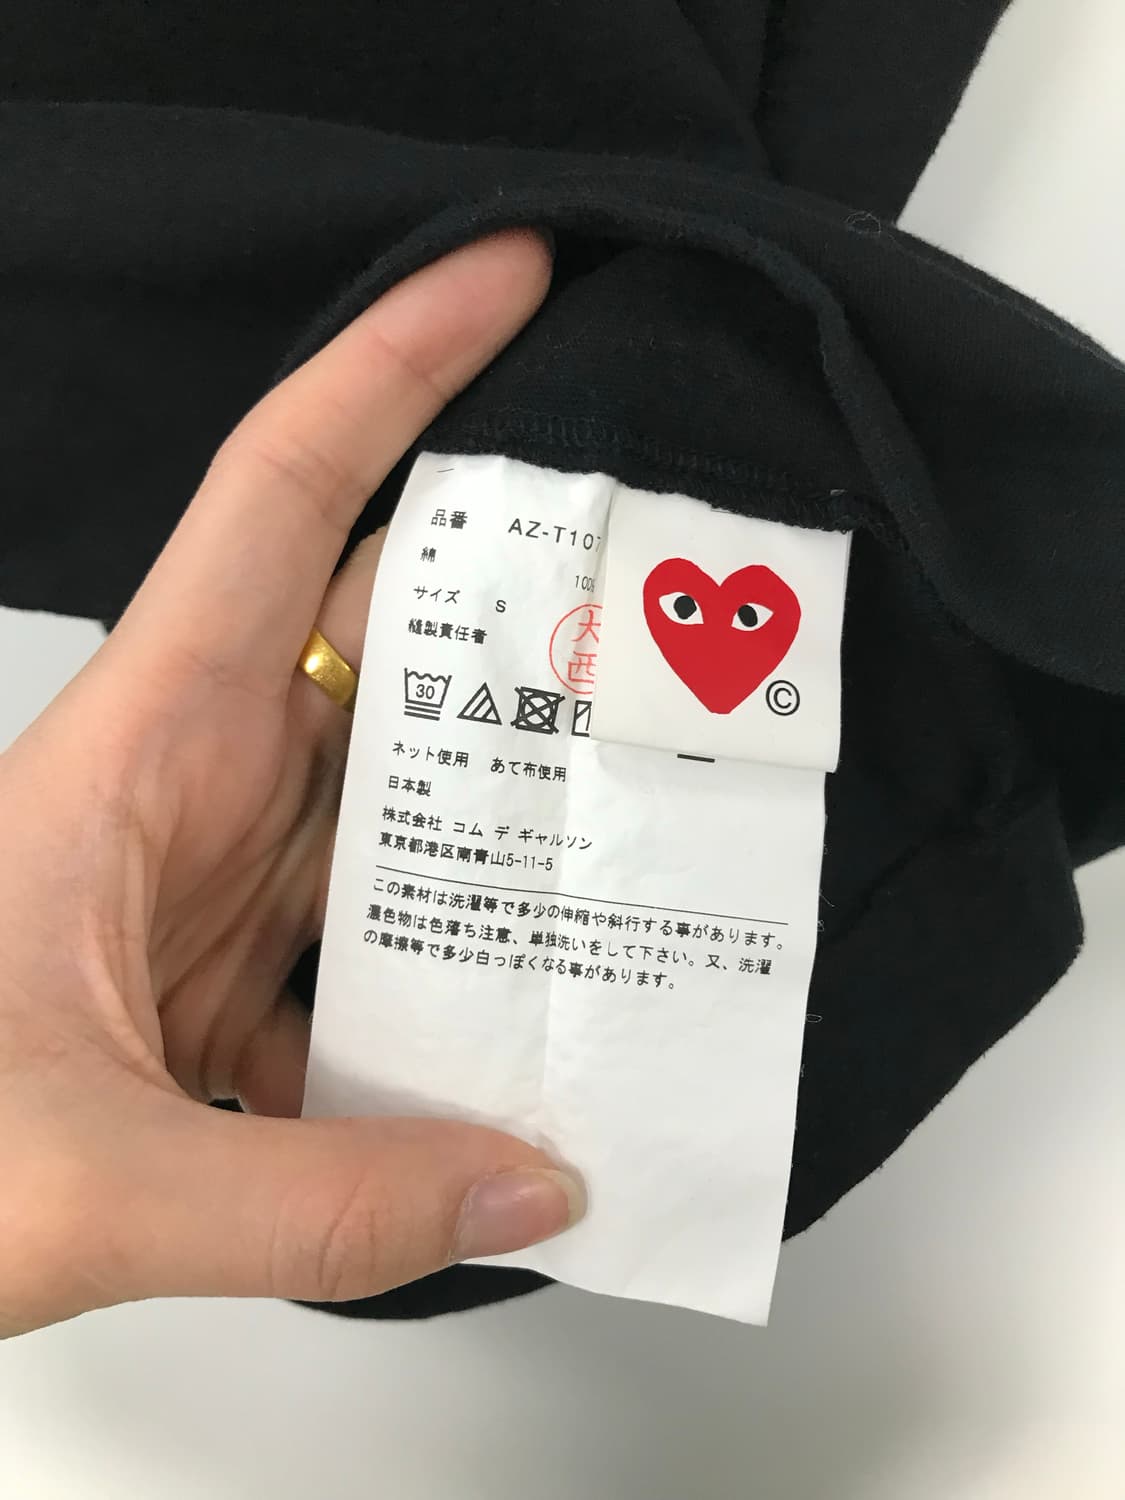 品番 AZ-T107
綿 100%
サイズ S
縫製責任者
大西
30
ネット使用 あて布使用
日本製
株式会社 コム デ ギャルソン
東京都港区南青山5-11-5
この素材は洗濯等で多少の伸縮や斜行する事があります。
濃色物は色落ち注意、単独洗いをして下さい。又、洗濯
の摩擦等で多少白っぽくなる事があります。
©